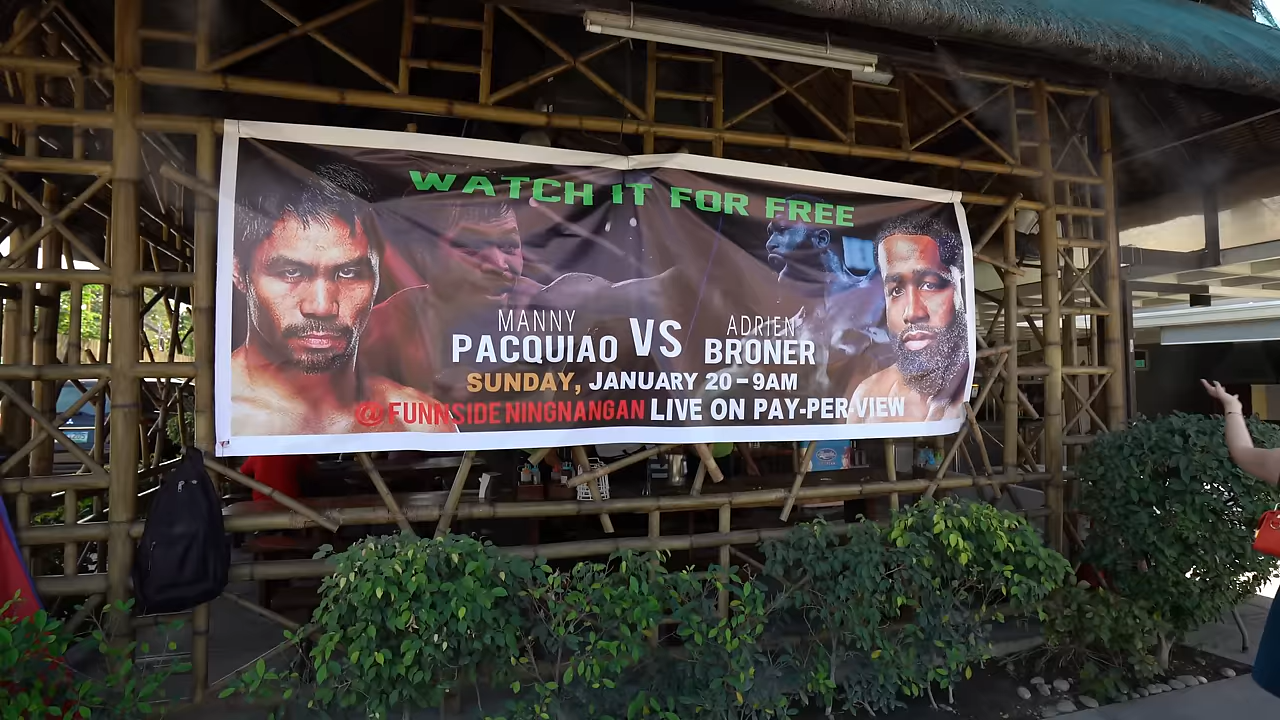 WATCH IT FOR FREE
MANNY
PACQUIAO
VS
ADRIEN
BRONER
SUNDAY, JANUARY 20-9AM
@FUNNSIDE NINGNANGAN LIVE ON PAY-PER-VIEW